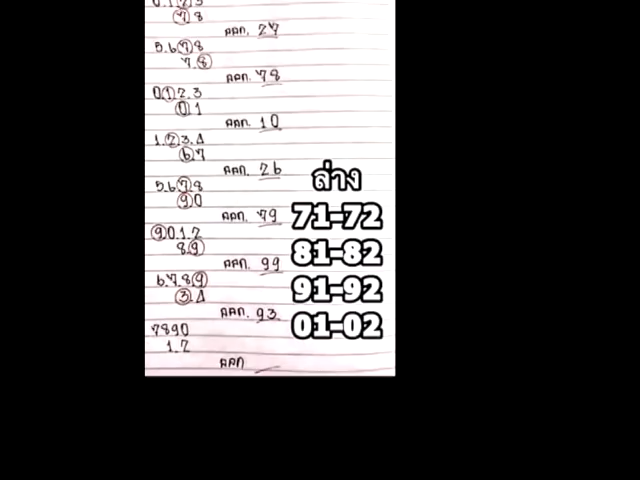 7 8
ออก. 27
5.6 7 8
7.8
ออก. 78
0 1 2.3
0 1
ออก. 10
1.2 3.4
6 7
ออก. 26
5.6 7 8
9 0
ออก. 79
9 0.1.2
8 9
ออก. 99
6.7.8 9
3.4
ออก. 93
7890
1.2
ออก
ล่าง
71-72
81-82
91-92
01-02